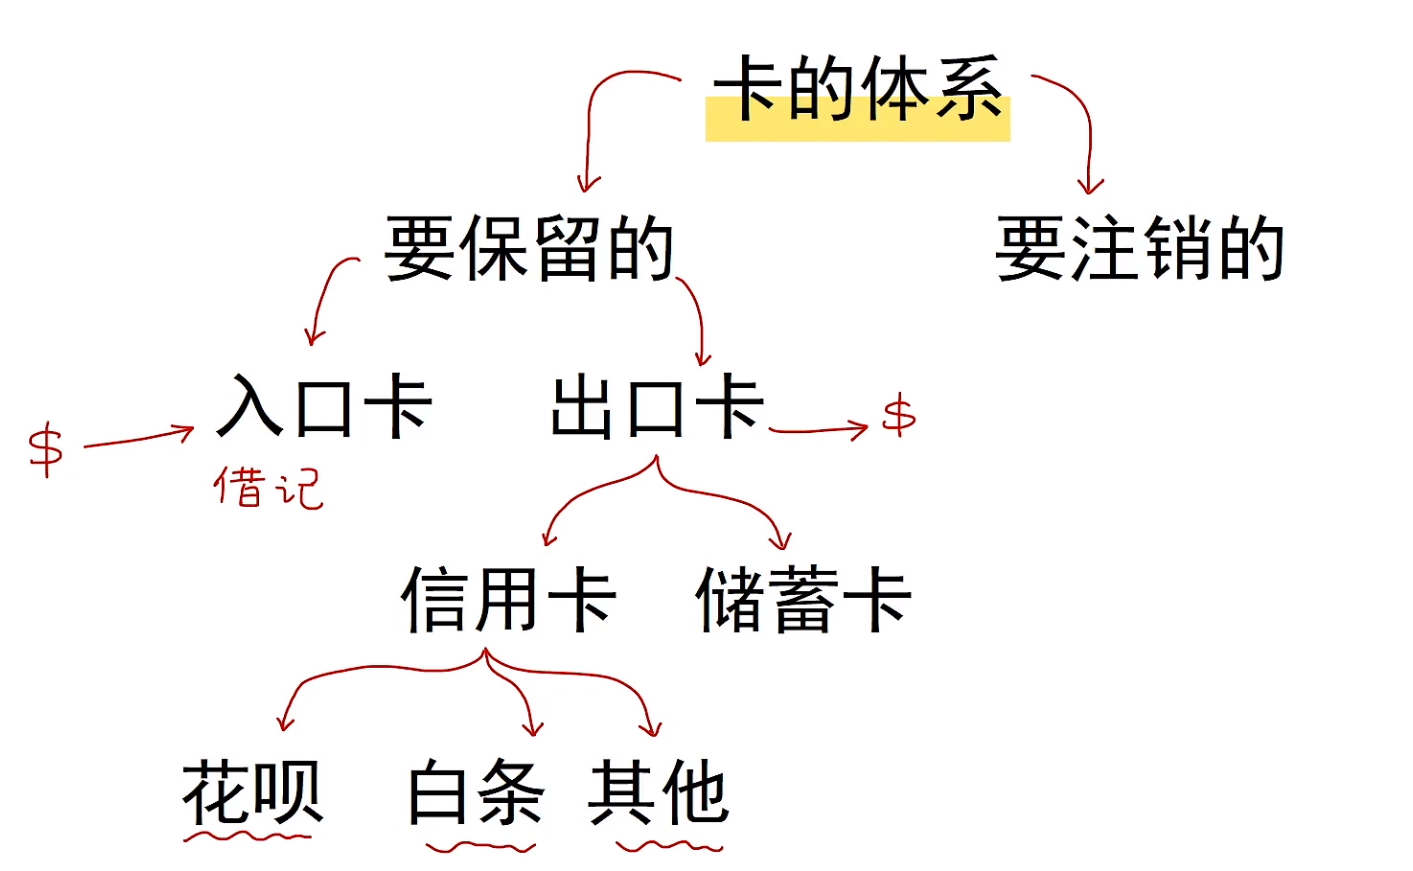 卡的体系
要保留的 要注销的
$ 入口卡 出口卡 $
借记
信用卡 储蓄卡
花呗 白条 其他